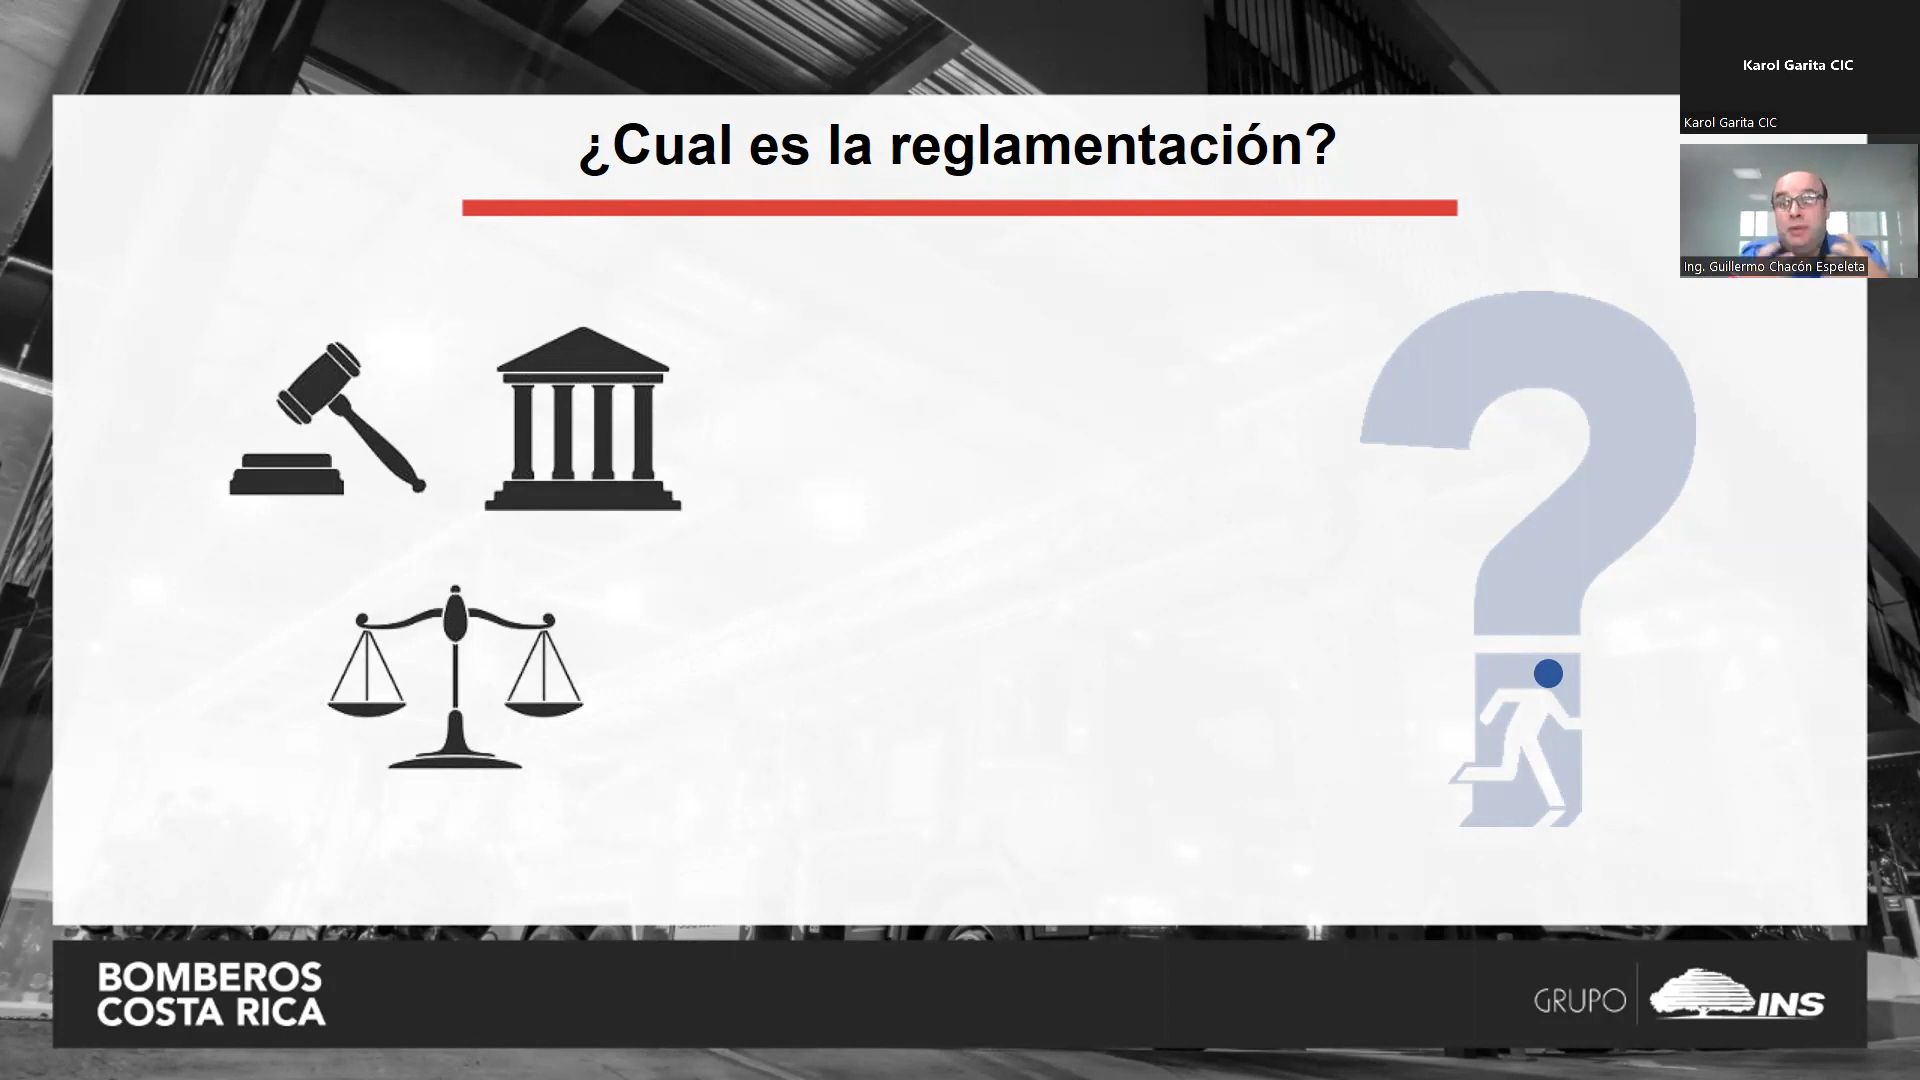 ¿Cual es la reglamentación?
Karol Garita CIC
Karol Garita CIC
Ing. Guillermo Chacón Espeleta
BOMBEROS
COSTA RICA
GRUPO
INS